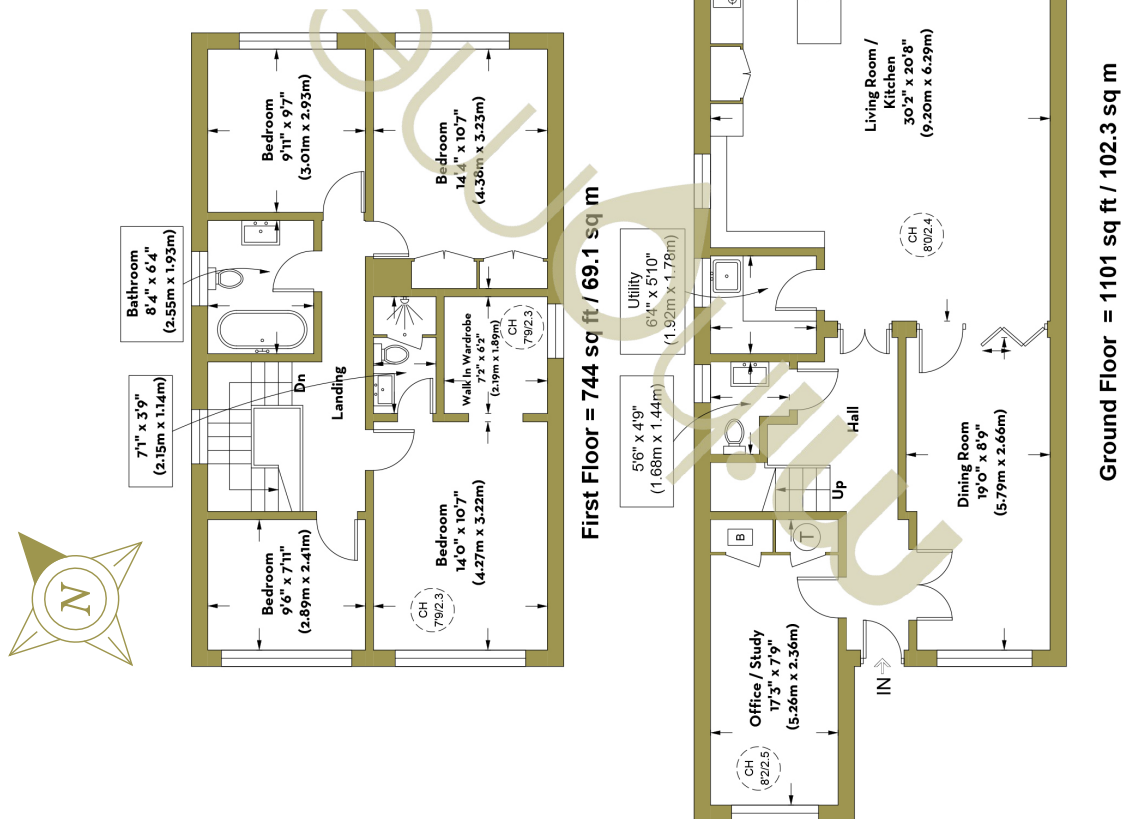 Bathroom
8'4" x 6'4"
(2.55m x 1.93m)
7'1" x 3'9"
(2.15m x 1.14m)
Bedroom
9'11" x 9'7"
(3.01m x 2.93m)
Bedroom
14'4" x 10'7"
(4.38m x 3.23m)
Dn
Landing
Walk In Wardrobe
7'2" x 6'2"
(2.19m x 1.89m)
CH
7'9/2.3
Bedroom
9'6" x 7'11"
(2.89m x 2.41m)
Bedroom
14'0" x 10'7"
(4.27m x 3.22m)
CH
7'9/2.3
N
First Floor = 744 sq ft / 69.1 sq m
Living Room /
Kitchen
30'2" x 20'8"
(9.20m x 6.29m)
CH
8'0/2.4
Utility
6'4" x 5'10"
(1.92m x 1.78m)
5'6" x 4'9"
(1.68m x 1.44m)
Hall
Up
Dining Room
19'0" x 8'9"
(5.79m x 2.66m)
B
T
Office / Study
17'3" x 7'9"
(5.26m x 2.36m)
CH
8'2/2.5
IN
Ground Floor = 1101 sq ft / 102.3 sq m